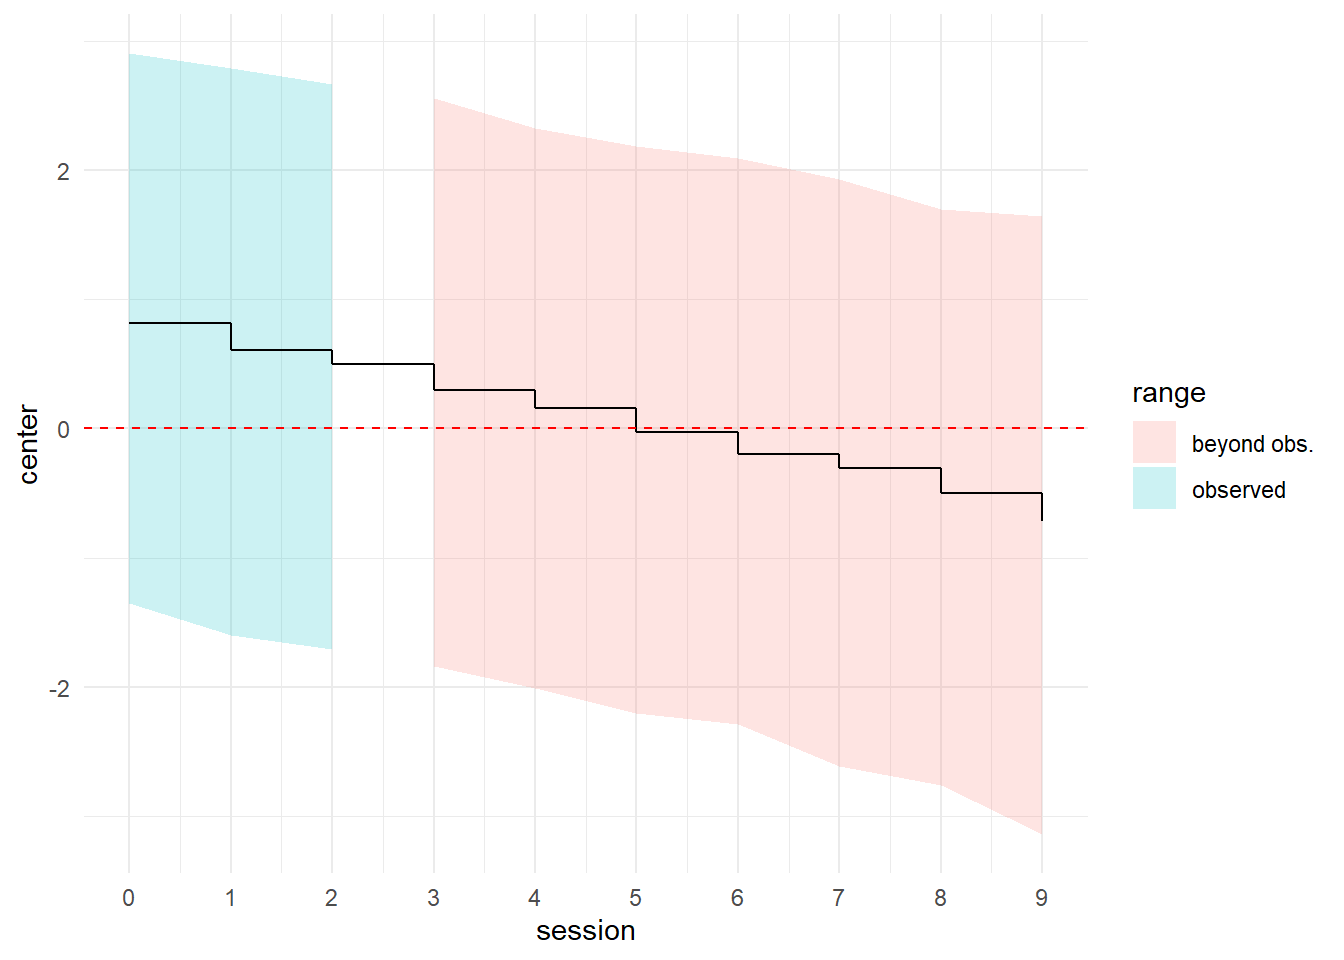 center
2
0
-2
0 1 2 3 4 5 6 7 8 9
session
range
beyond obs.
observed